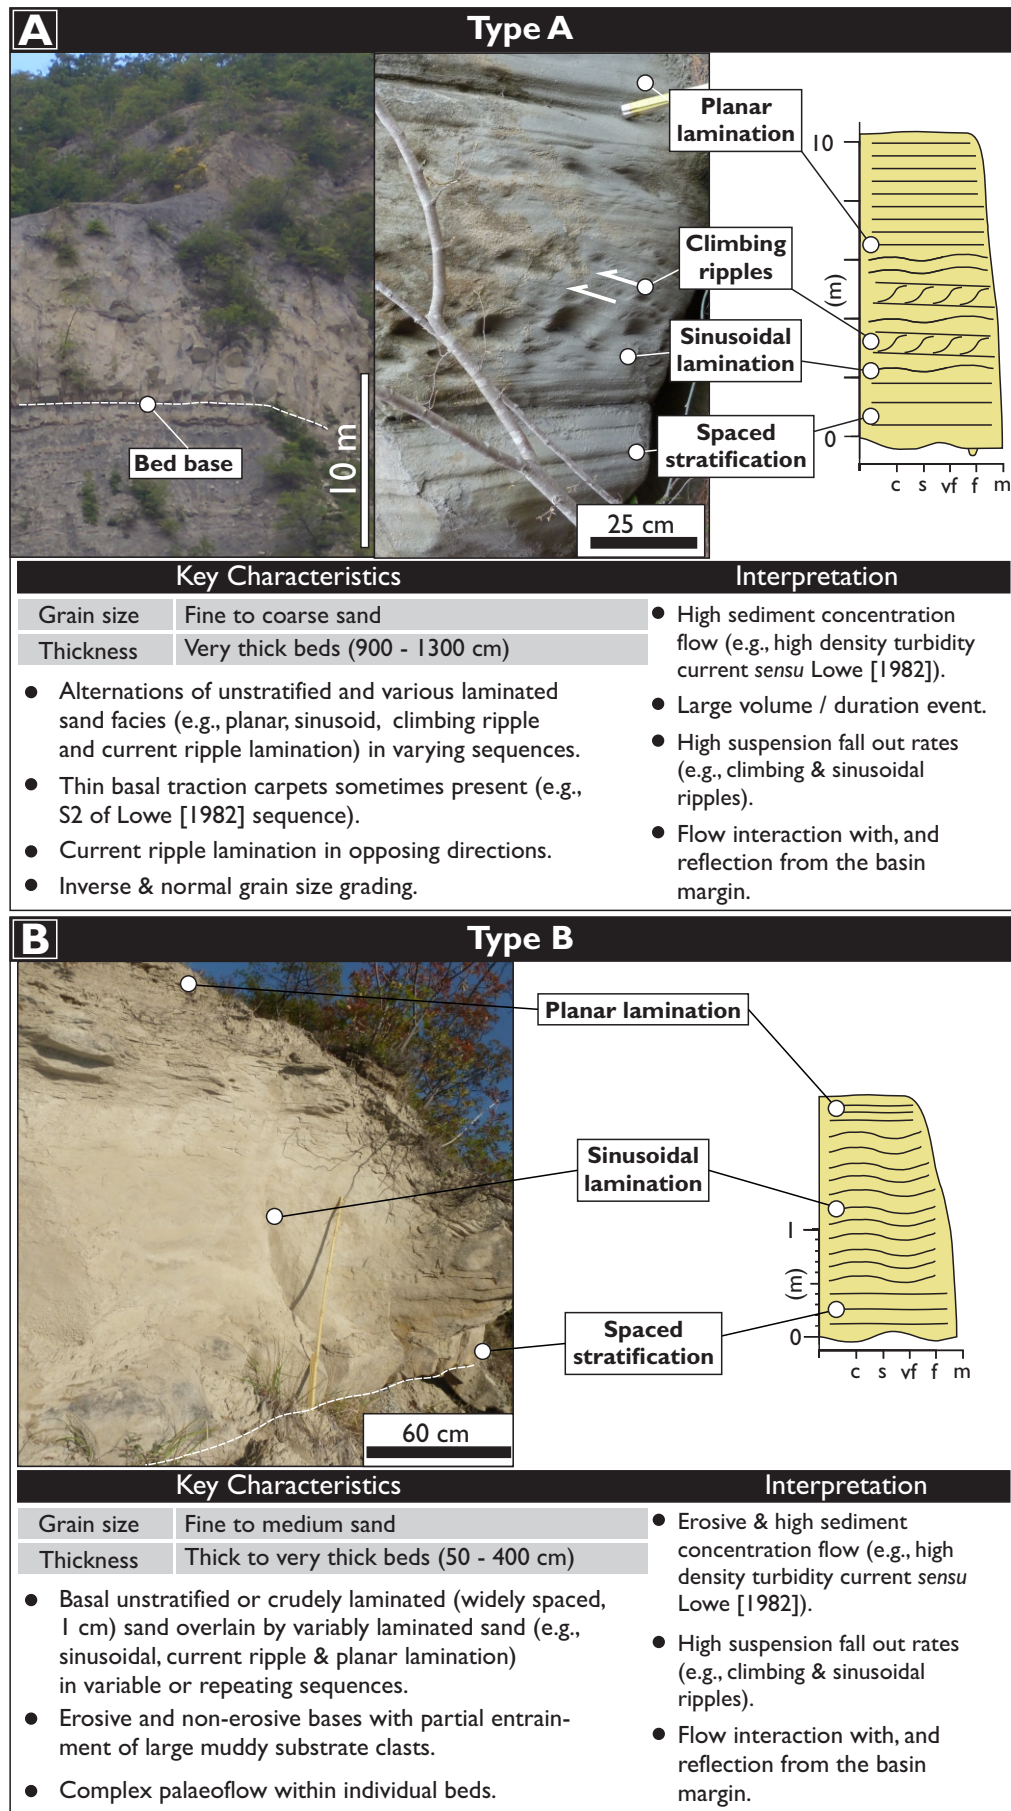 A
Type A
Planar
lamination
Climbing
ripples
Sinusoidal
lamination
Spaced
stratification
Bed base
10 m
25 cm
10
(m)
0
c s vf f m
Key Characteristics
Interpretation
Grain size
Fine to coarse sand
Thickness
Very thick beds (900 - 1300 cm)
● Alternations of unstratified and various laminated
sand facies (e.g., planar, sinusoid, climbing ripple
and current ripple lamination) in varying sequences.
● Thin basal traction carpets sometimes present (e.g.,
S2 of Lowe [1982] sequence).
● Current ripple lamination in opposing directions.
● Inverse & normal grain size grading.
● High sediment concentration
flow (e.g., high density turbidity
current sensu Lowe [1982]).
● Large volume / duration event.
● High suspension fall out rates
(e.g., climbing & sinusoidal
ripples).
● Flow interaction with, and
reflection from the basin
margin.
B
Type B
Planar lamination
Sinusoidal
lamination
Spaced
stratification
60 cm
1
(m)
0
c s vf f m
Key Characteristics
Interpretation
Grain size
Fine to medium sand
Thickness
Thick to very thick beds (50 - 400 cm)
● Basal unstratified or crudely laminated (widely spaced,
1 cm) sand overlain by variably laminated sand (e.g.,
sinusoidal, current ripple & planar lamination)
in variable or repeating sequences.
● Erosive and non-erosive bases with partial entrain-
ment of large muddy substrate clasts.
● Complex palaeoflow within individual beds.
● Erosive & high sediment
concentration flow (e.g., high
density turbidity current sensu
Lowe [1982]).
● High suspension fall out rates
(e.g., climbing & sinusoidal
ripples).
● Flow interaction with, and
reflection from the basin
margin.